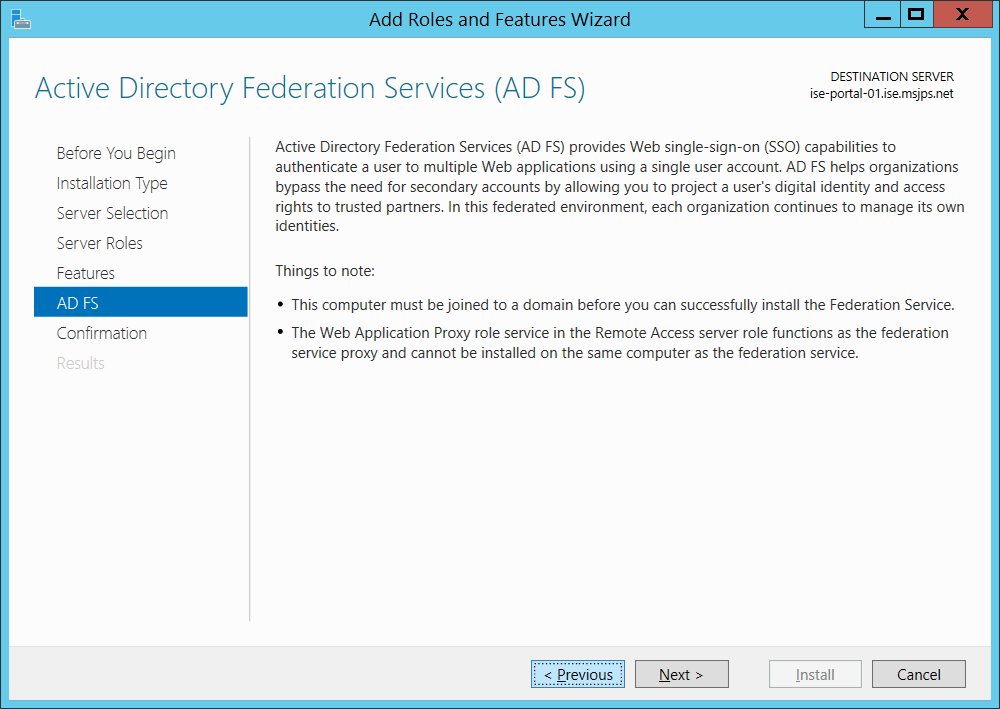 Add Roles and Features Wizard
Active Directory Federation Services (AD FS)
DESTINATION SERVER
ise-portal-01.ise.msjps.net
Before You Begin
Installation Type
Server Selection
Server Roles
Features
AD FS
Confirmation
Results
Active Directory Federation Services (AD FS) provides Web single-sign-on (SSO) capabilities to
authenticate a user to multiple Web applications using a single user account. AD FS helps organizations
bypass the need for secondary accounts by allowing you to project a user's digital identity and access
rights to trusted partners. In this federated environment, each organization continues to manage its own
identities.
Things to note:
• This computer must be joined to a domain before you can successfully install the Federation Service.
• The Web Application Proxy role service in the Remote Access server role functions as the federation
service proxy and cannot be installed on the same computer as the federation service.
< Previous
Next >
Install
Cancel